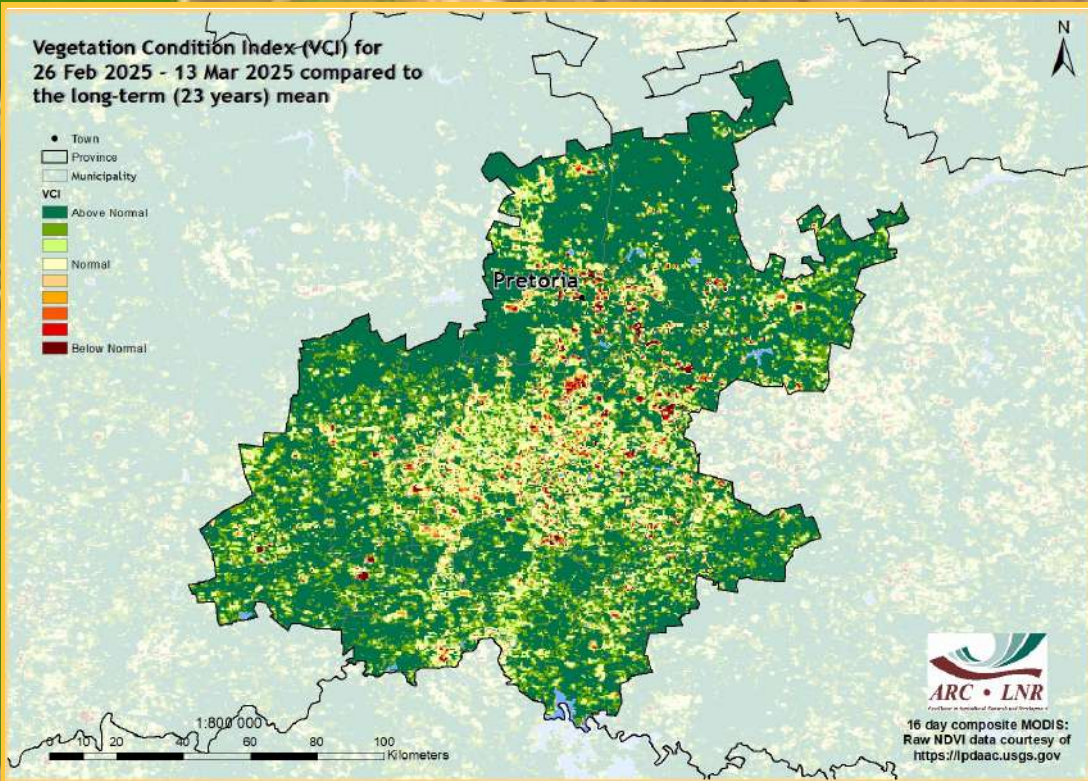 Vegetation Condition Index (VCI) for
26 Feb 2025 - 13 Mar 2025 compared to
the long-term (23 years) mean
N
Town
Province
Municipality
VCI
Above Normal
Normal
Below Normal
Pretoria
1:800 000
0 10 20 40 60 80 100
Kilometers
ARC • LNR
16 day composite MODIS:
Raw NDVI data courtesy of
https://lpdaac.usgs.gov